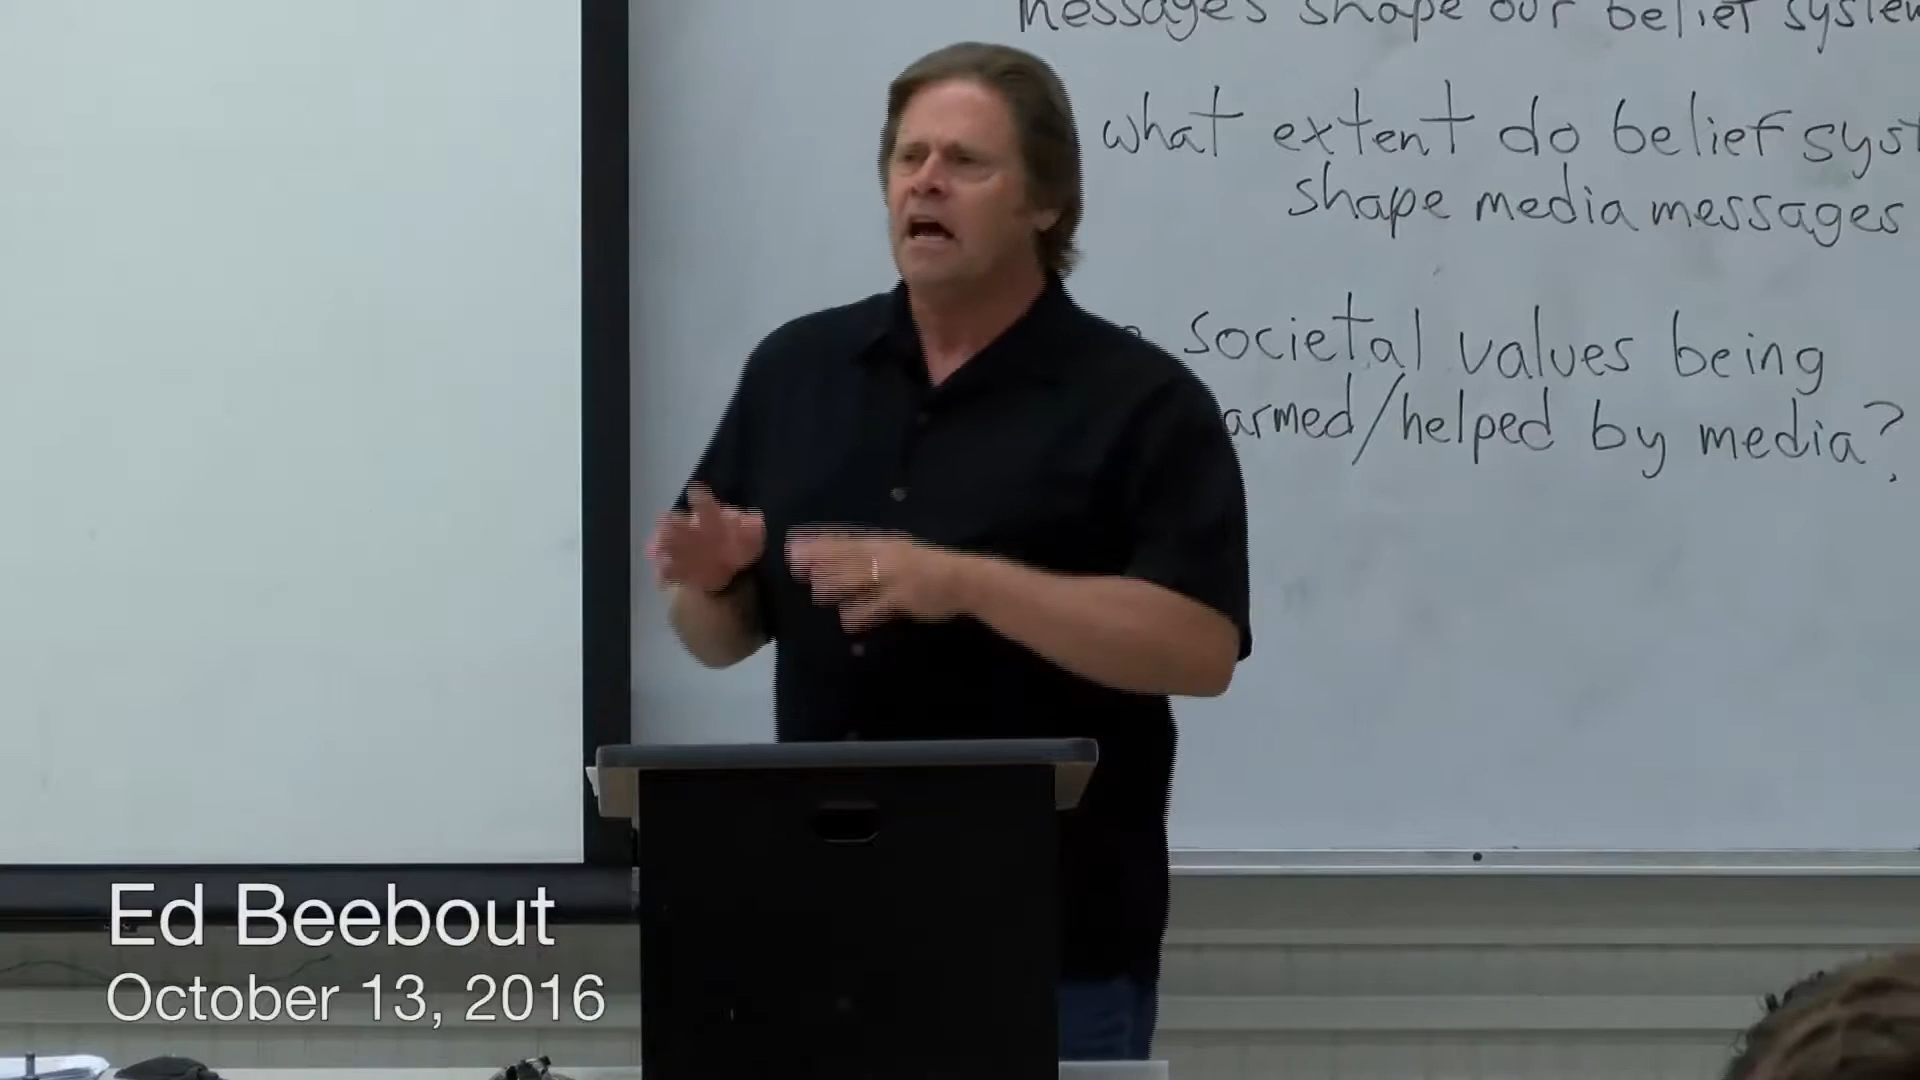 messages shape our belief system
what extent do belief syst
shape media messages
societal values being
armed/helped by media?
Ed Beebout
October 13, 2016